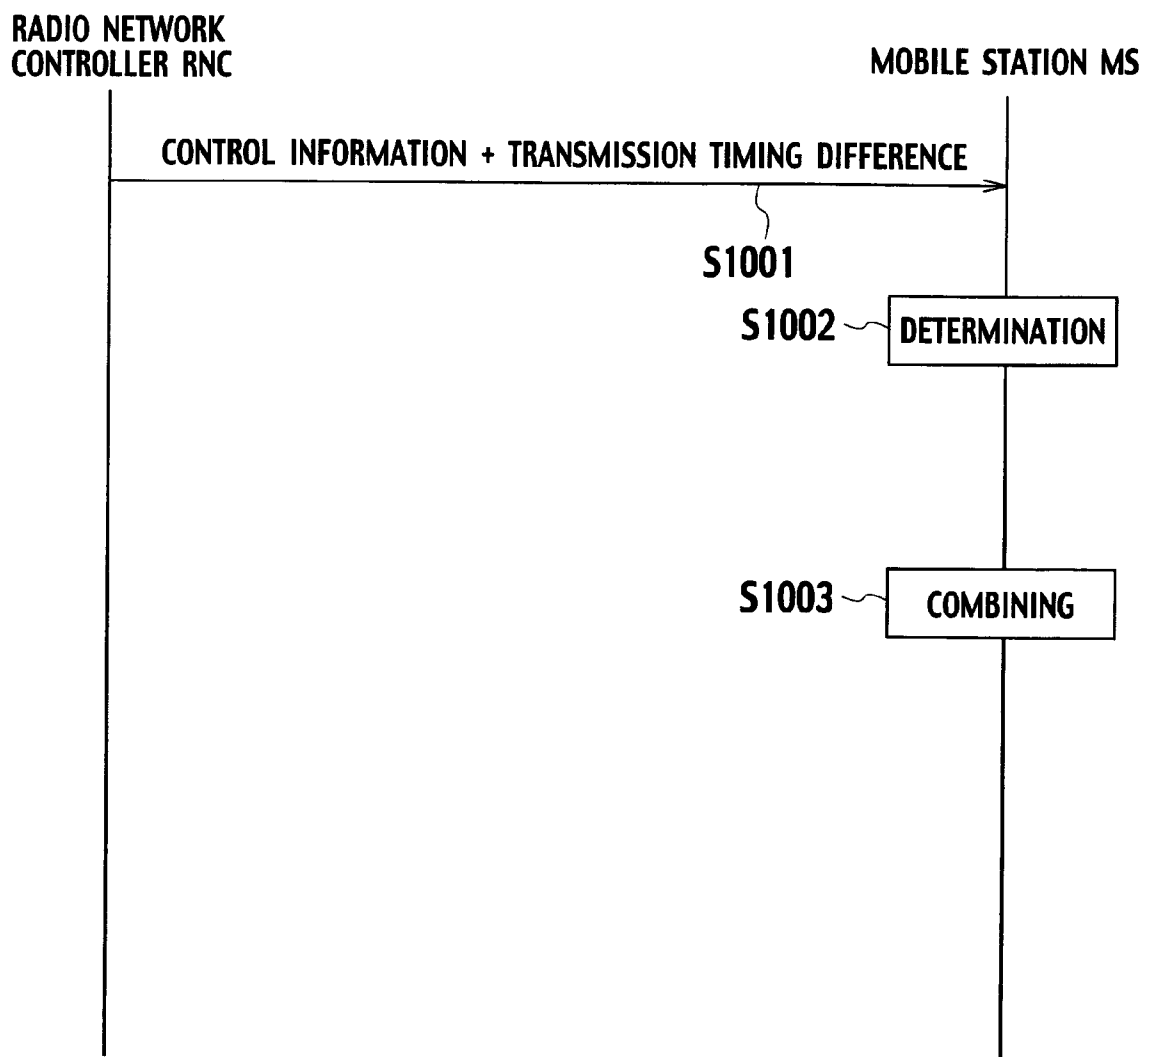 RADIO NETWORK
CONTROLLER RNC
MOBILE STATION MS
CONTROL INFORMATION + TRANSMISSION TIMING DIFFERENCE
S1001
S1002
DETERMINATION
S1003
COMBINING